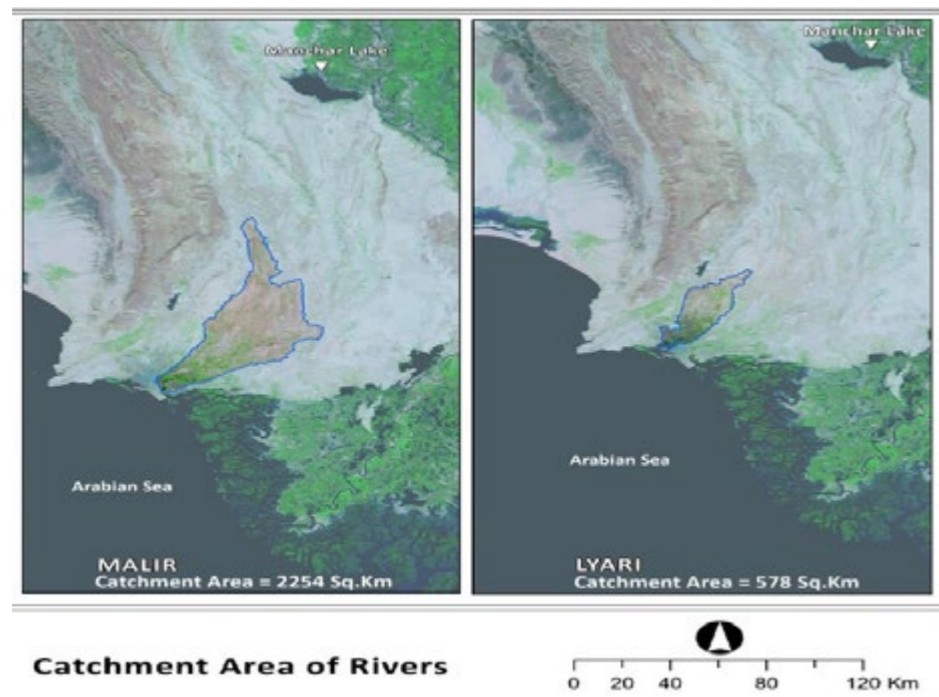 Manchar Lake
Arabian Sea
MALIR
Catchment Area = 2254 Sq.Km
Manchar Lake
Arabian Sea
LYARI
Catchment Area = 578 Sq.Km
Catchment Area of Rivers
0 20 40 80 120 Km